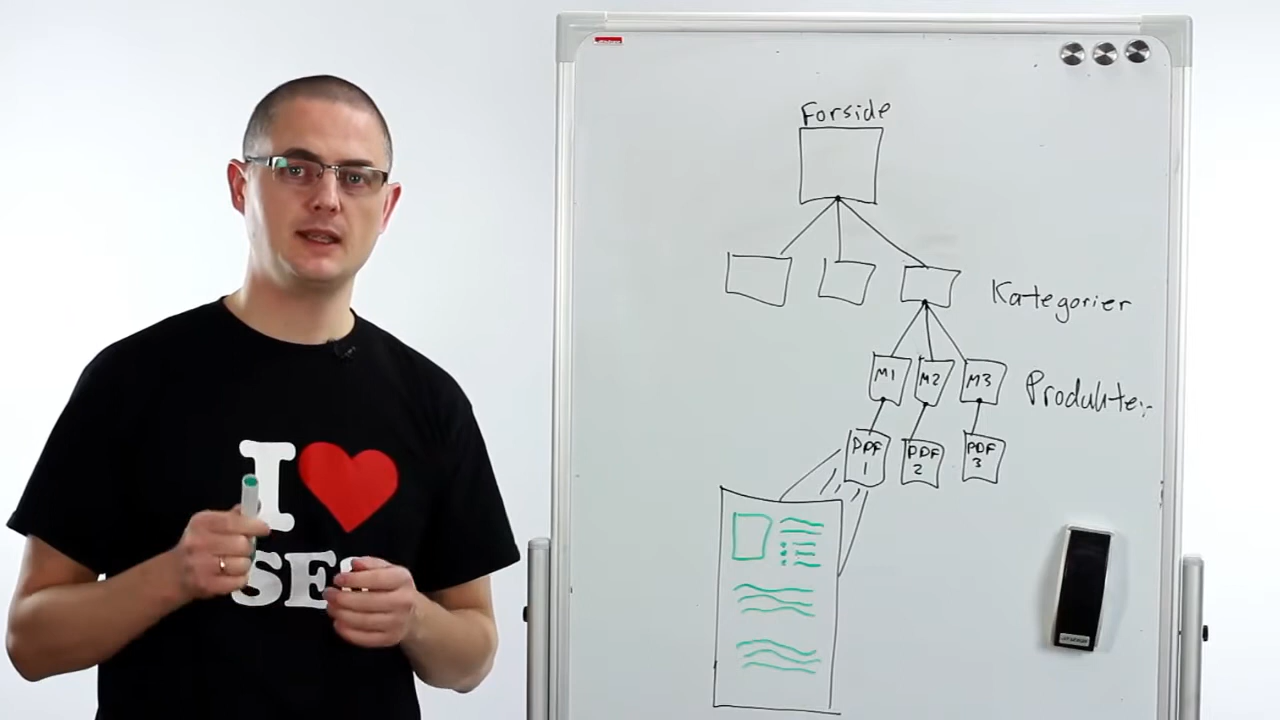 I ♥
SE
Forside
Kategorier
M1 M2 M3
Produkter
PDF
1
PDF
2
PDF
3